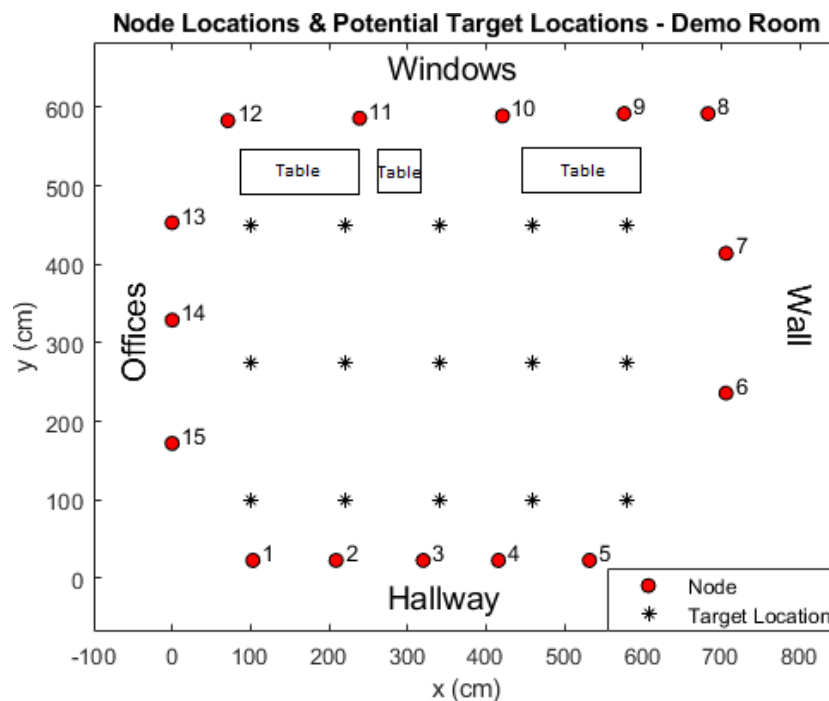 Node Locations & Potential Target Locations - Demo Room
Windows
600
12
11
10
9
8
Table
Table
Table
500
13
7
400
Offices
14
Wall
y (cm)
300
6
200
15
100
1
2
3
4
5
0
Hallway
Node
Target Location
-100
0
100
200
300
400
500
600
700
800
x (cm)